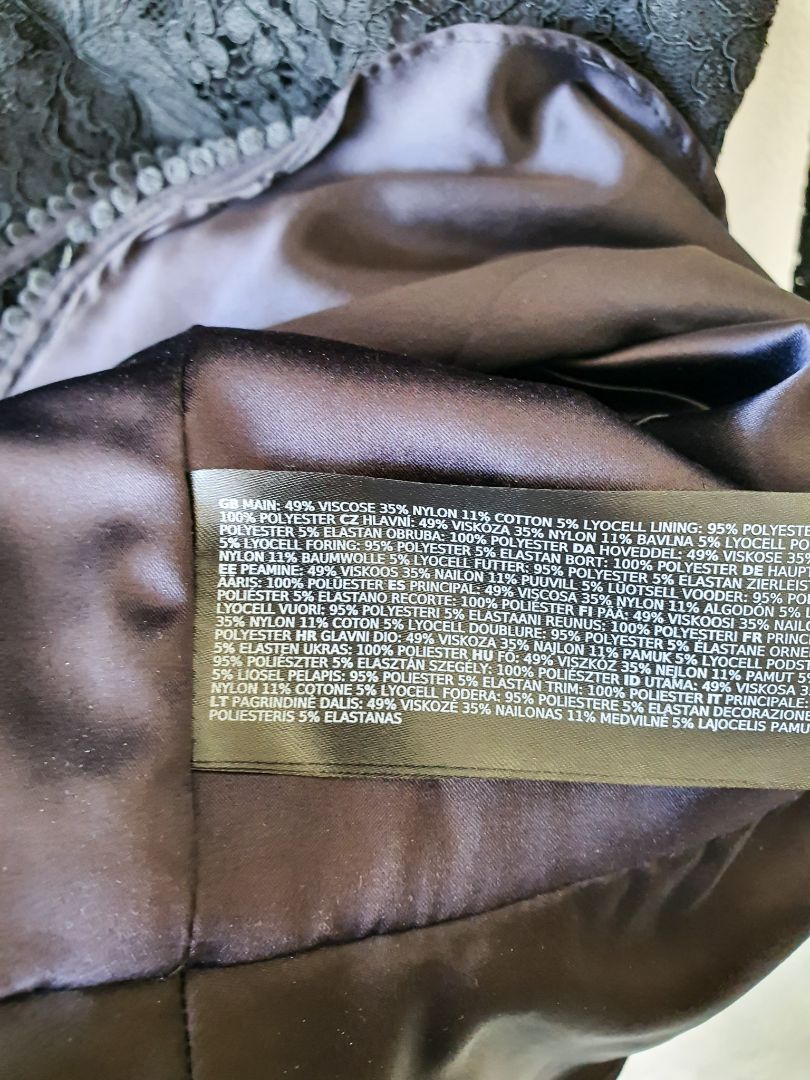 GB MAIN: 49% VISCOSE 35% NYLON 11% COTTON 5% LYOCELL LINING: 95% POLYESTE
100% POLYESTER CZ HLAVNÍ: 49% VISKÓZA 35% NYLON 11% BAVLNA 5% LYOCELL PO
POLYESTER 5% ELASTAN OBRUBA: 100% POLYESTER DA HOVEDDEL: 49% VISKOSE 35%
5% LYOCELL FORING: 95% POLYESTER 5% ELASTAN BORT: 100% POLYESTER DE HAUPT
NYLON 11% BAUMWOLLE 5% LYOCELL FUTTER: 95% POLYESTER 5% ELASTAN ZIERLEIS
EE PEAMINE: 49% VISKOOS 35% NAILON 11% PUUVILL 5% LÜOTSELL VOODER: 95% POL
ÄÄRIS: 100% POLÜESTER ES PRINCIPAL: 49% VISCOSA 35% NYLON 11% ALGODÓN 5%
POLIÉSTER 5% ELASTANO RECORTE: 100% POLIÉSTER FI PÄÄ: 49% VISKOOSI 35% NAILO
LYOCELL VUORI: 95% POLYESTERI 5% ELASTAANI REUNUS: 100% POLYESTERI FR PRINC
35% NYLON 11% COTON 5% LYOCELL DOUBLURE: 95% POLYESTER 5% ÉLASTANE ORNE
POLYESTER HR GLAVNI DIO: 49% VISKOZA 35% NAJLON 11% PAMUK 5% LYOCELL PODST
5% ELASTEN UKRAS: 100% POLIESTER HU FŐ: 49% VISZKÓZ 35% NEJLON 11% PAMUT 5%
95% POLIÉSZTER 5% ELASZTÁN SZEGÉLY: 100% POLIÉSZTER ID UTAMA: 49% VISKOSA 35
5% LIOSEL PELAPIS: 95% POLIESTER 5% ELASTAN TRIM: 100% POLIESTER IT PRINCIPALE:
NYLON 11% COTONE 5% LYOCELL FODERA: 95% POLIESTERE 5% ELASTAN DECORAZIONE
LT PAGRINDINĖ DALIS: 49% VISKOZĖ 35% NAILONAS 11% MEDVILNĖ 5% LAJOCELIS PAMU
POLIESTERIS 5% ELASTANAS